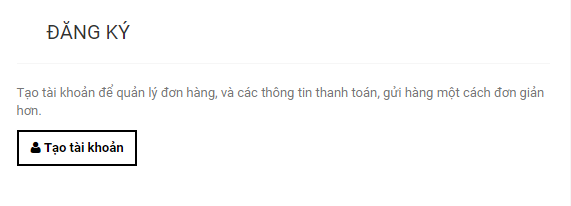 ĐĂNG KÝ
Tạo tài khoản để quản lý đơn hàng, và các thông tin thanh toán, gửi hàng một cách đơn giản
hơn.
Tạo tài khoản